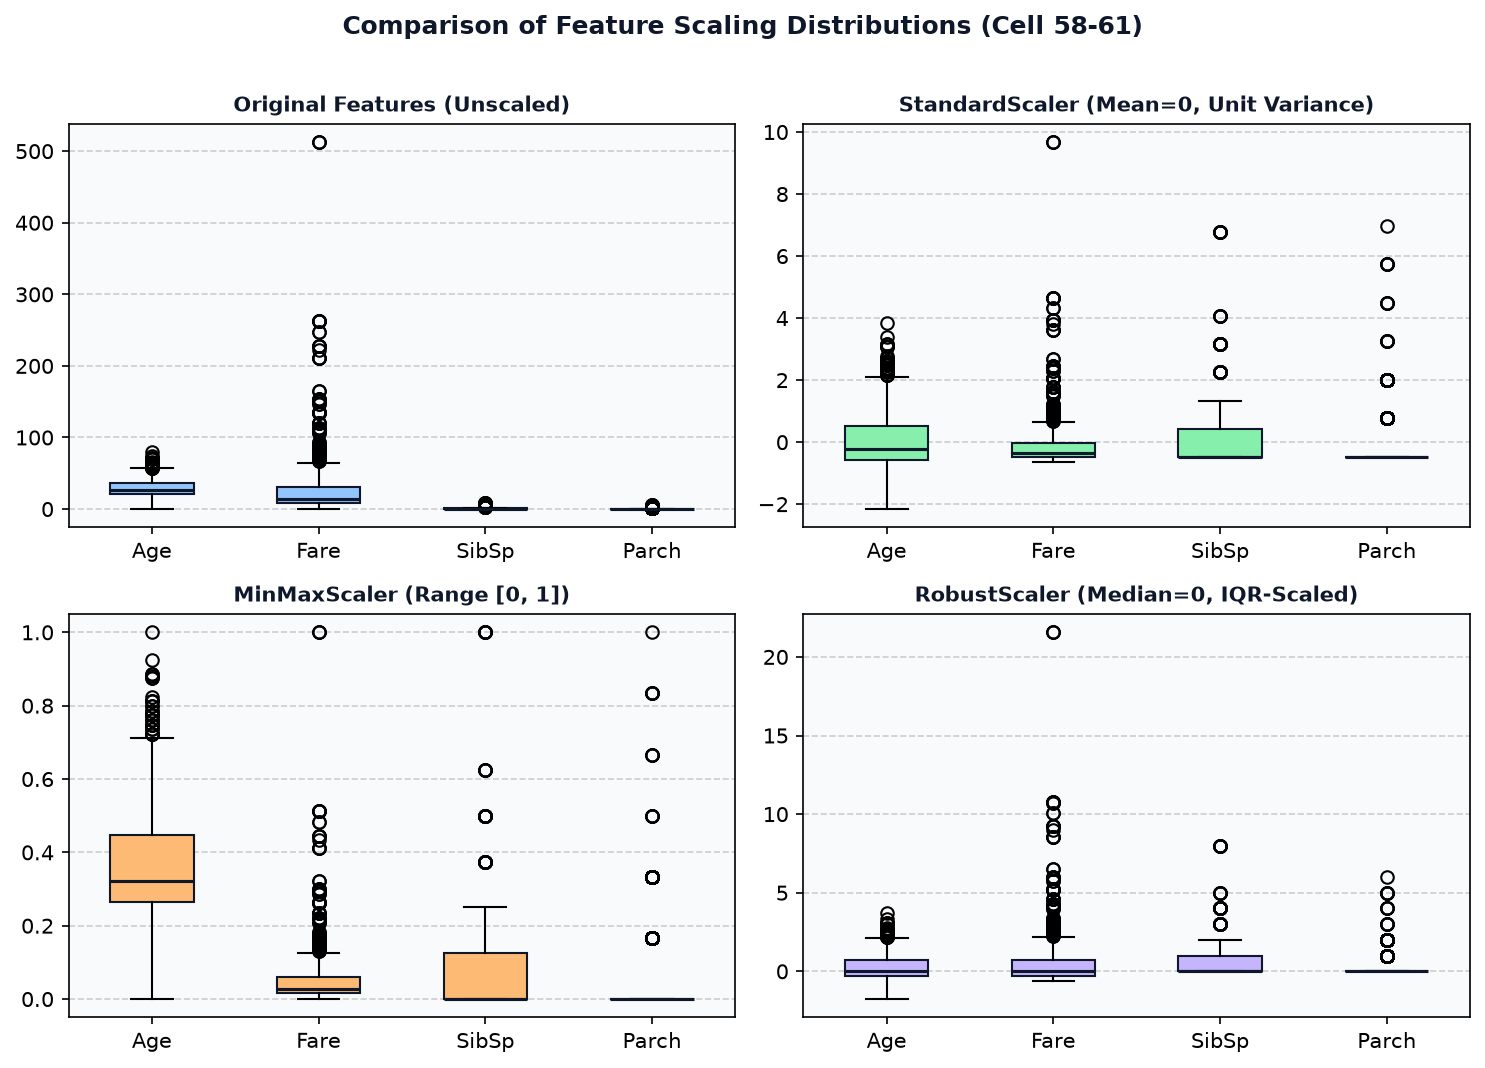 Comparison of Feature Scaling Distributions (Cell 58-61)
Original Features (Unscaled)
500
400
300
200
100
0
Age Fare SibSp Parch
StandardScaler (Mean=0, Unit Variance)
10
8
6
4
2
0
−2
Age Fare SibSp Parch
MinMaxScaler (Range [0, 1])
1.0
0.8
0.6
0.4
0.2
0.0
Age Fare SibSp Parch
RobustScaler (Median=0, IQR-Scaled)
20
15
10
5
0
Age Fare SibSp Parch